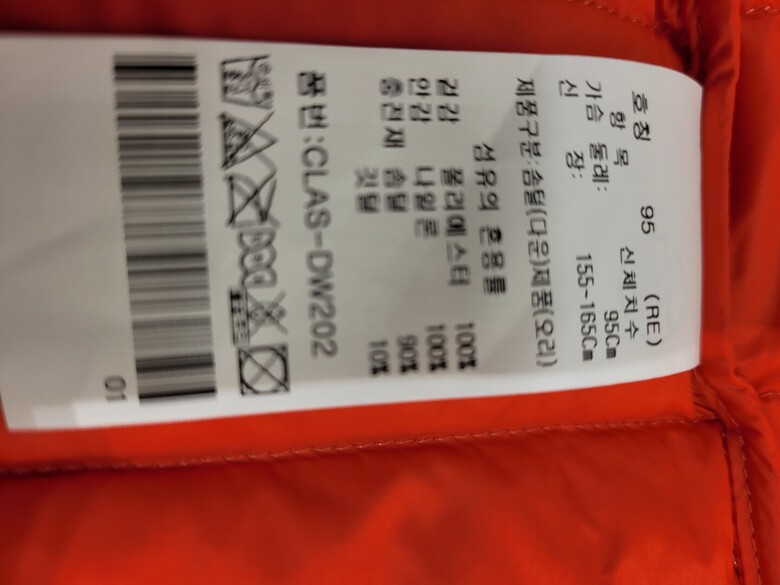 호칭 95 (RE)
항 목 신체치수
가슴 둘레: 95Cm
신 장: 155~165Cm
제품구분:솜털(다운)제품(오리)
섬유의 혼용률
겉감 폴리에스터 100%
안감 나일론 100%
충전재 솜털 90%
깃털 10%
품번:CLAS-DW202
01